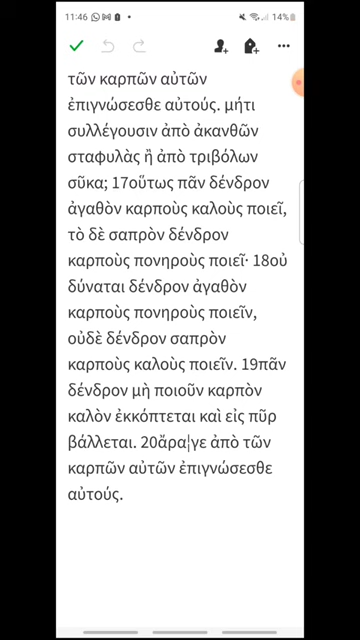 11:46
14%
τῶν καρπῶν αὐτῶν
ἐπιγνώσεσθε αὐτούς. μήτι
συλλέγουσιν ἀπὸ ἀκανθῶν
σταφυλὰς ἢ ἀπὸ τριβόλων
σῦκα; 17οὕτως πᾶν δένδρον
ἀγαθὸν καρποὺς καλοὺς ποιεῖ,
τὸ δὲ σαπρὸν δένδρον
καρποὺς πονηροὺς ποιεῖ· 18οὐ
δύναται δένδρον ἀγαθὸν
καρποὺς πονηροὺς ποιεῖν,
οὐδὲ δένδρον σαπρὸν
καρποὺς καλοὺς ποιεῖν. 19πᾶν
δένδρον μὴ ποιοῦν καρπὸν
καλὸν ἐκκόπτεται καὶ εἰς πῦρ
βάλλεται. 20ἄρα¦γε ἀπὸ τῶν
καρπῶν αὐτῶν ἐπιγνώσεσθε
αὐτούς.